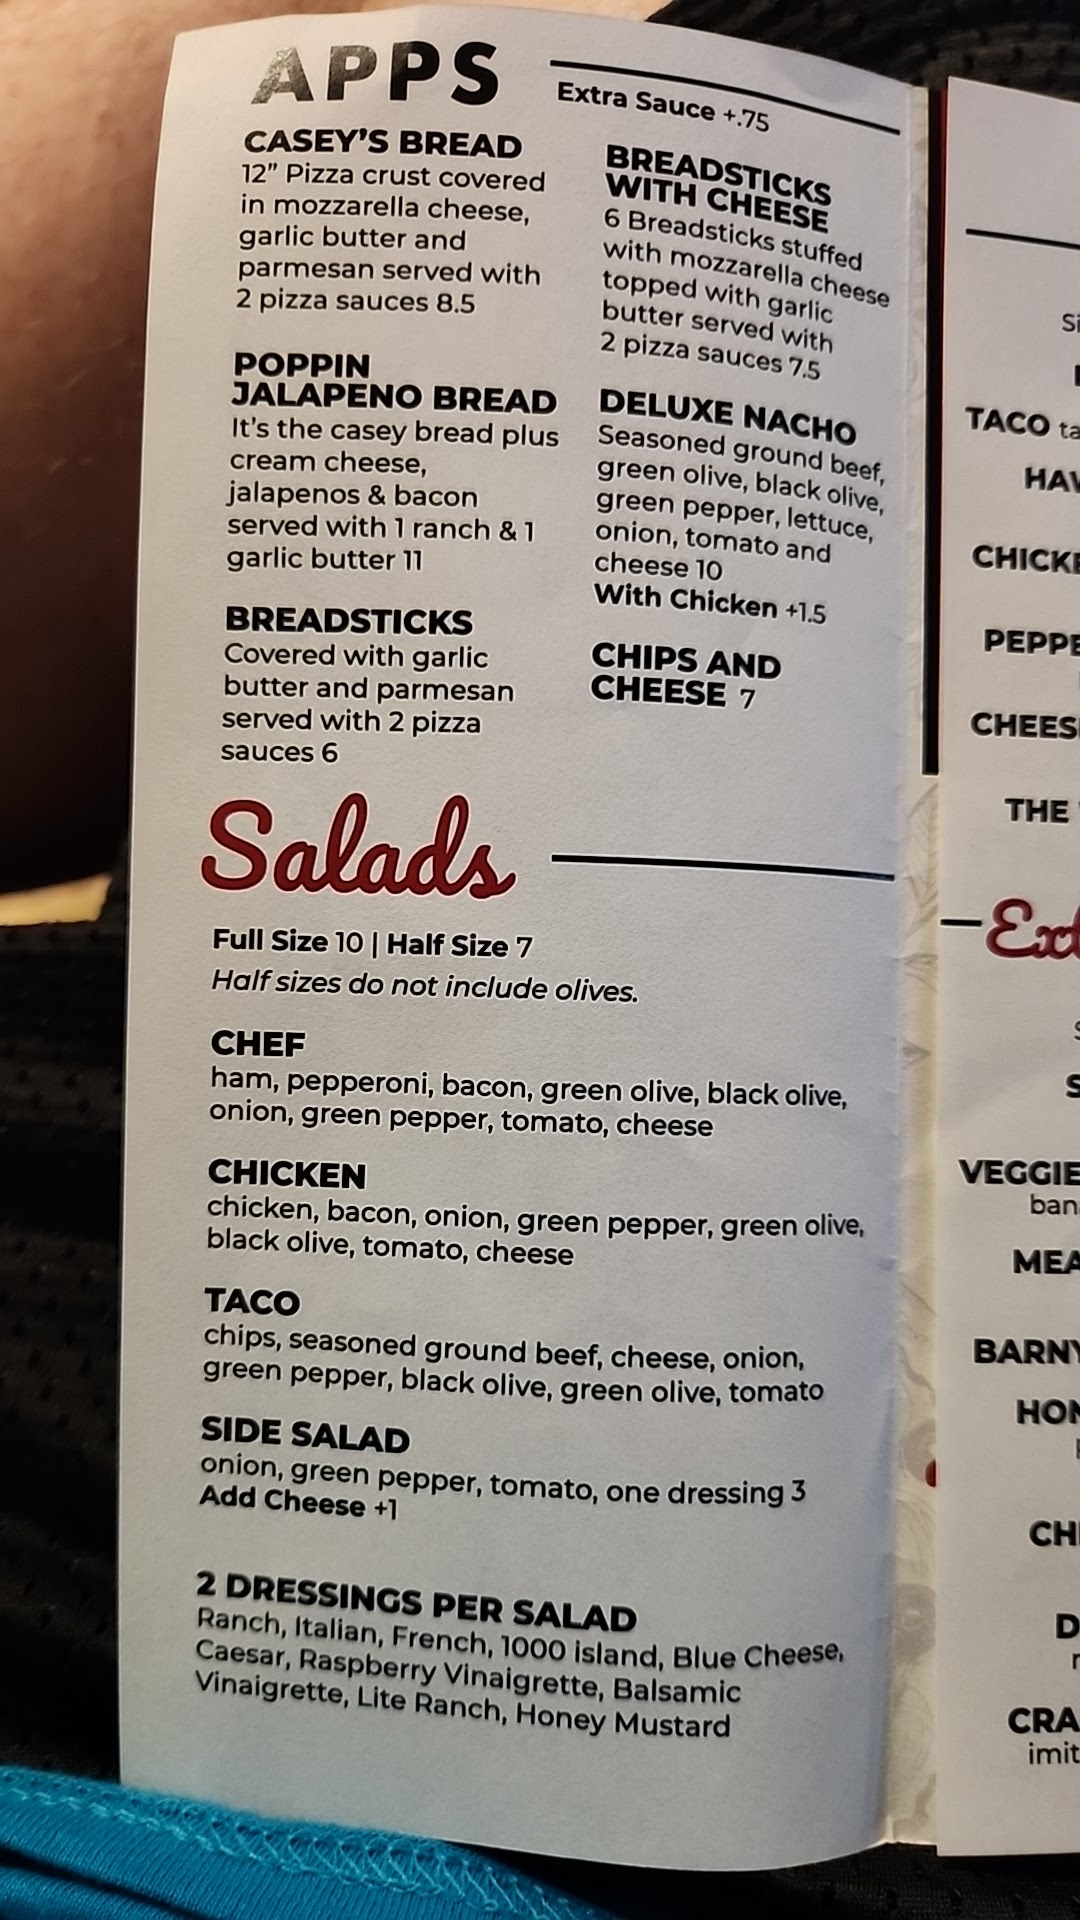 APPS
Extra Sauce +.75
CASEY'S BREAD
12" Pizza crust covered
in mozzarella cheese,
garlic butter and
parmesan served with
2 pizza sauces 8.5
POPPIN
JALAPENO BREAD
It's the casey bread plus
cream cheese,
jalapenos & bacon
served with 1 ranch & 1
garlic butter 11
BREADSTICKS
Covered with garlic
butter and parmesan
served with 2 pizza
sauces 6
BREADSTICKS
WITH CHEESE
6 Breadsticks stuffed
with mozzarella cheese
topped with garlic
butter served with
2 pizza sauces 7.5
DELUXE NACHO
Seasoned ground beef,
green olive, black olive,
green pepper, lettuce,
onion, tomato and
cheese 10
With Chicken +1.5
CHIPS AND
CHEESE 7
Salads
Full Size 10 | Half Size 7
Half sizes do not include olives.
CHEF
ham, pepperoni, bacon, green olive, black olive,
onion, green pepper, tomato, cheese
CHICKEN
chicken, bacon, onion, green pepper, green olive,
black olive, tomato, cheese
TACO
chips, seasoned ground beef, cheese, onion,
green pepper, black olive, green olive, tomato
SIDE SALAD
onion, green pepper, tomato, one dressing 3
Add Cheese +1
2 DRESSINGS PER SALAD
Ranch, Italian, French, 1000 island, Blue Cheese,
Caesar, Raspberry Vinaigrette, Balsamic
Vinaigrette, Lite Ranch, Honey Mustard
TACO
THE
VEGGIE